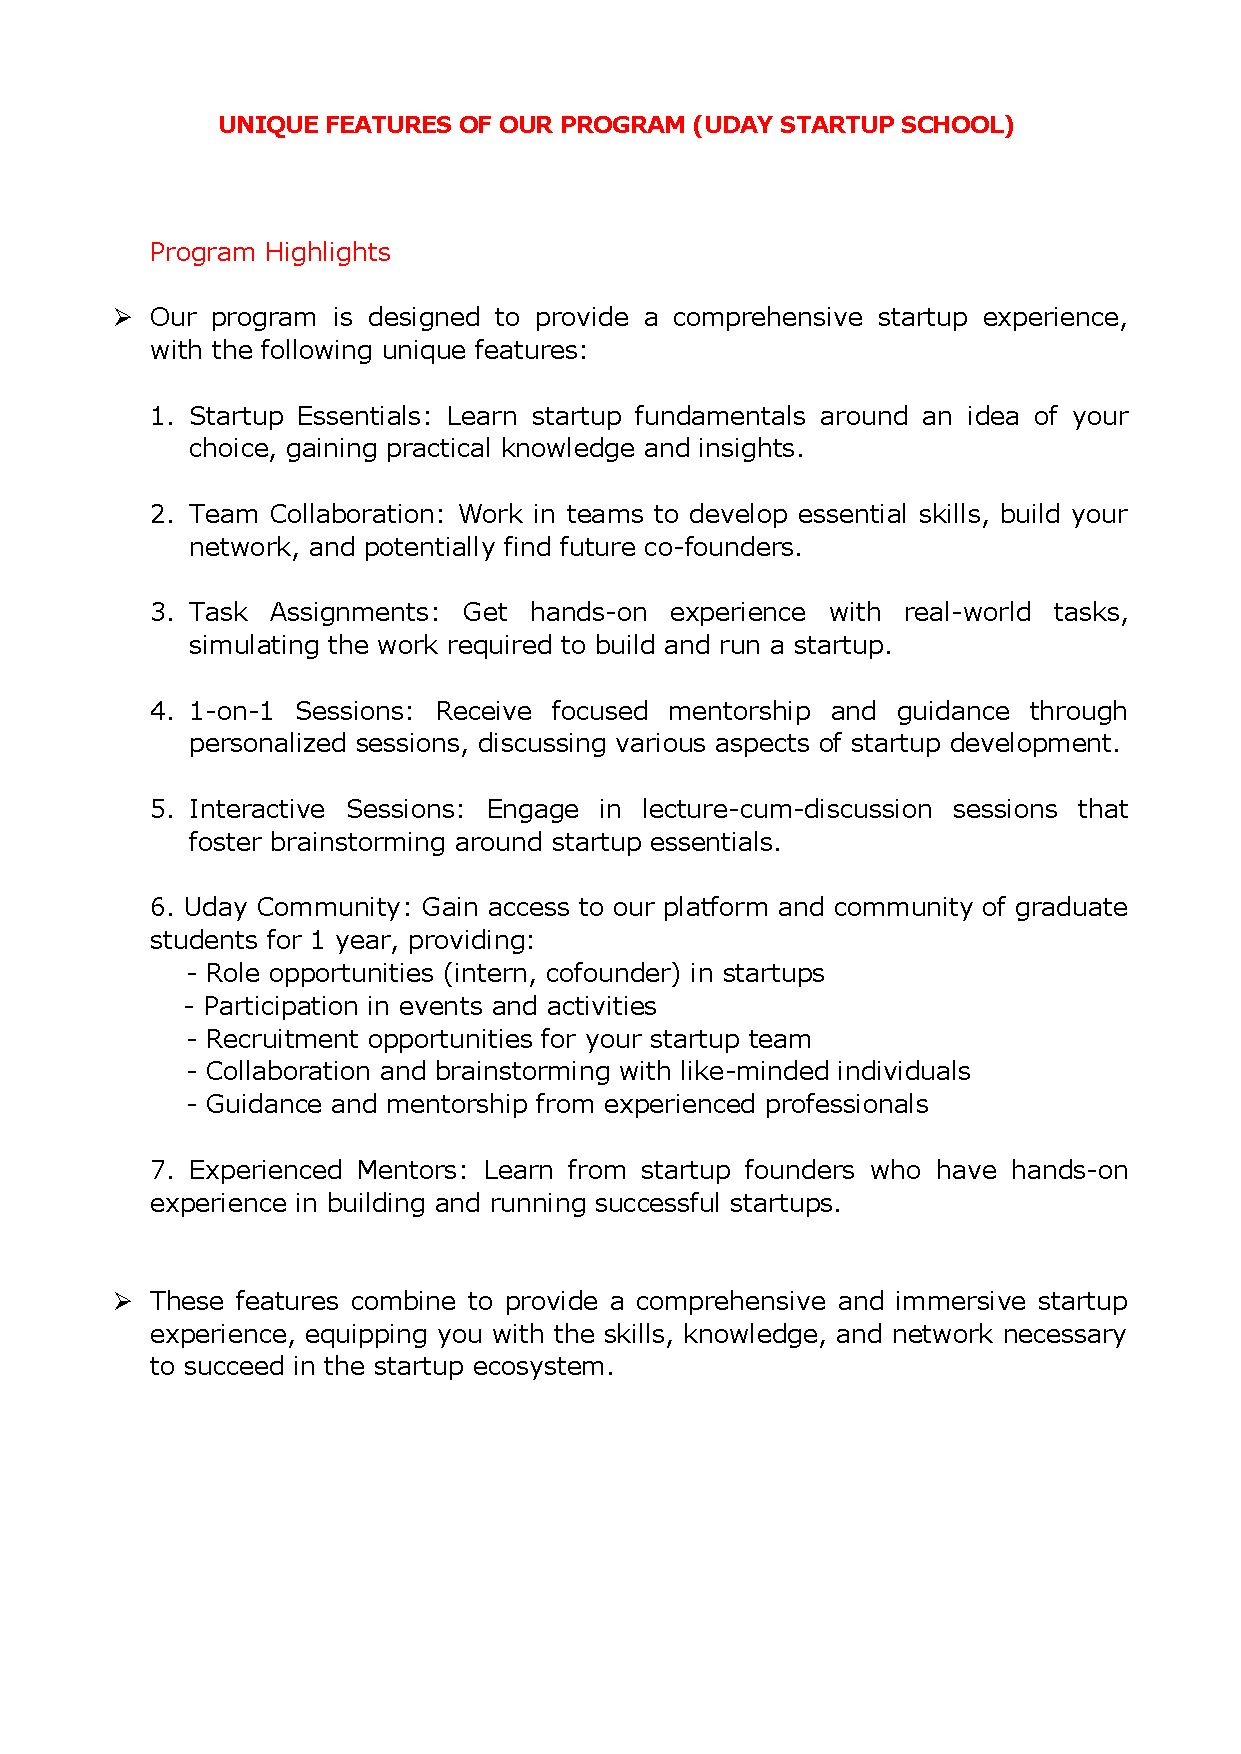 UNIQUE FEATURES OF OUR PROGRAM (UDAY STARTUP SCHOOL)
Program Highlights
➢ Our program is designed to provide a comprehensive startup experience,
with the following unique features:
1. Startup Essentials: Learn startup fundamentals around an idea of your
choice, gaining practical knowledge and insights.
2. Team Collaboration: Work in teams to develop essential skills, build your
network, and potentially find future co-founders.
3. Task Assignments: Get hands-on experience with real-world tasks,
simulating the work required to build and run a startup.
4. 1-on-1 Sessions: Receive focused mentorship and guidance through
personalized sessions, discussing various aspects of startup development.
5. Interactive Sessions: Engage in lecture-cum-discussion sessions that
foster brainstorming around startup essentials.
6. Uday Community: Gain access to our platform and community of graduate
students for 1 year, providing:
- Role opportunities (intern, cofounder) in startups
- Participation in events and activities
- Recruitment opportunities for your startup team
- Collaboration and brainstorming with like-minded individuals
- Guidance and mentorship from experienced professionals
7. Experienced Mentors: Learn from startup founders who have hands-on
experience in building and running successful startups.
➢ These features combine to provide a comprehensive and immersive startup
experience, equipping you with the skills, knowledge, and network necessary
to succeed in the startup ecosystem.